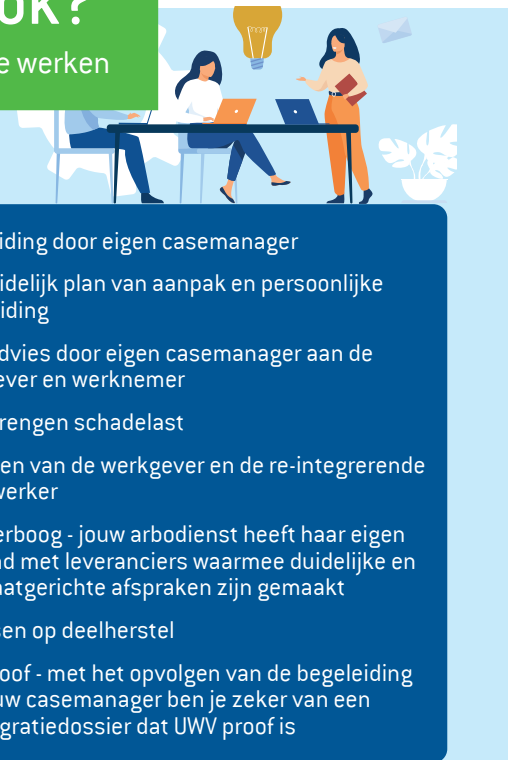 OK?
e werken
iding door eigen casemanager
idelijk plan van aanpak en persoonlijke
iding
dvies door eigen casemanager aan de
ever en werknemer
rengen schadelast
en van de werkgever en de re-integrerende
werker
erboog - jouw arbodienst heeft haar eigen
d met leveranciers waarmee duidelijke en
aatgerichte afspraken zijn gemaakt
en op deelherstel
oof - met het opvolgen van de begeleiding
uw casemanager ben je zeker van een
gratiedossier dat UWV proof is